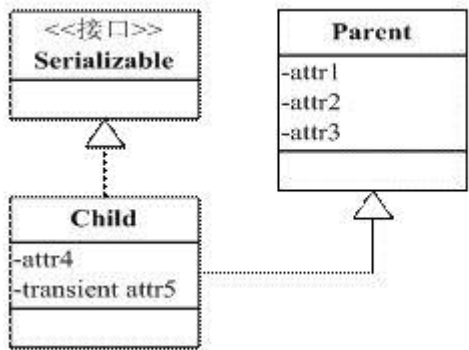 <<接口>>
Serializable
Parent
-attr1
-attr2
-attr3
Child
-attr4
-transient attr5